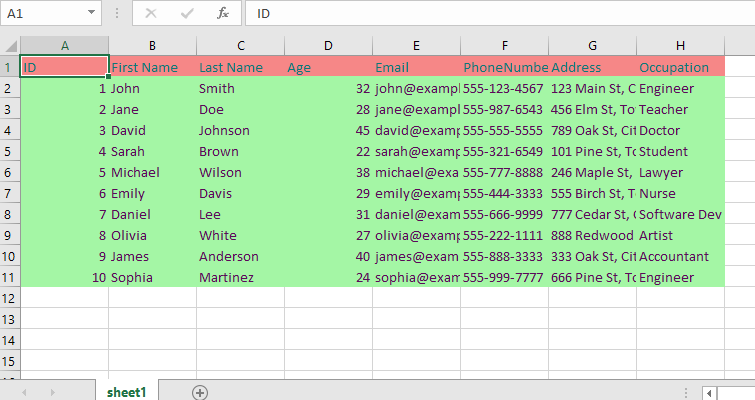 A1 fx ID
A B C D E F G H
1 ID First Name Last Name Age Email PhoneNumbe Address Occupation
2 1 John Smith 32 john@exampl 555-123-4567 123 Main St, C Engineer
3 2 Jane Doe 28 jane@exampl 555-987-6543 456 Elm St, To Teacher
4 3 David Johnson 45 david@examp 555-555-5555 789 Oak St, Cit Doctor
5 4 Sarah Brown 22 sarah@examp 555-321-6549 101 Pine St, To Student
6 5 Michael Wilson 38 michael@exa 555-777-8888 246 Maple St, Lawyer
7 6 Emily Davis 29 emily@examp 555-444-3333 555 Birch St, T Nurse
8 7 Daniel Lee 31 daniel@exam 555-666-9999 777 Cedar St, Software Dev
9 8 Olivia White 27 olivia@exam 555-222-1111 888 Redwood Artist
10 9 James Anderson 40 james@exam 555-888-3333 333 Oak St, Cit Accountant
11 10 Sophia Martinez 24 sophia@exam 555-999-7777 666 Pine St, To Engineer
12
13
14
15
sheet1